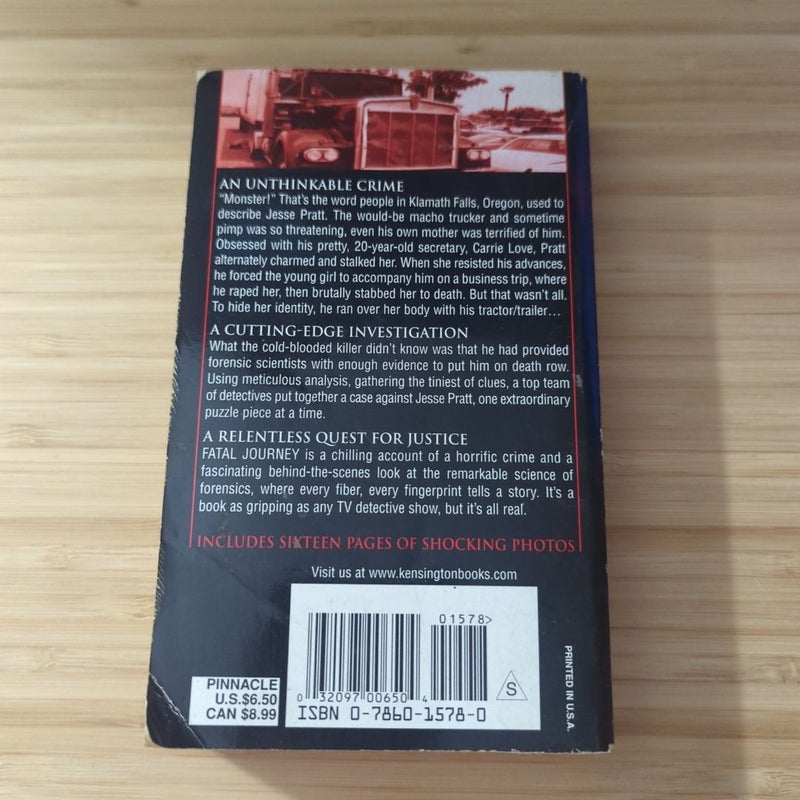 AN UNTHINKABLE CRIME
“Monster!” That’s the word people in Klamath Falls, Oregon, used to
describe Jesse Pratt. The would-be macho trucker and sometime
pimp was so threatening, even his own mother was terrified of him.
Obsessed with his pretty, 20-year-old secretary, Carrie Love, Pratt
alternately charmed and stalked her. When she resisted his advances,
he forced the young girl to accompany him on a business trip, where
he raped her, then brutally stabbed her to death. But that wasn’t all.
To hide her identity, he ran over her body with his tractor/trailer…
A CUTTING-EDGE INVESTIGATION
What the cold-blooded killer didn’t know was that he had provided
forensic scientists with enough evidence to put him on death row.
Using meticulous analysis, gathering the tiniest of clues, a top team
of detectives put together a case against Jesse Pratt, one extraordinary
puzzle piece at a time.
A RELENTLESS QUEST FOR JUSTICE
FATAL JOURNEY is a chilling account of a horrific crime and a
fascinating behind-the-scenes look at the remarkable science of
forensics, where every fiber, every fingerprint tells a story. It’s a
book as gripping as any TV detective show, but it’s all real.
INCLUDES SIXTEEN PAGES OF SHOCKING PHOTOS
Visit us at www.kensingtonbooks.com
01578>
0 32097 00650 4
S
ISBN 0-7860-1578-0
PINNACLE
U.S.$6.50
CAN $8.99
PRINTED IN U.S.A.